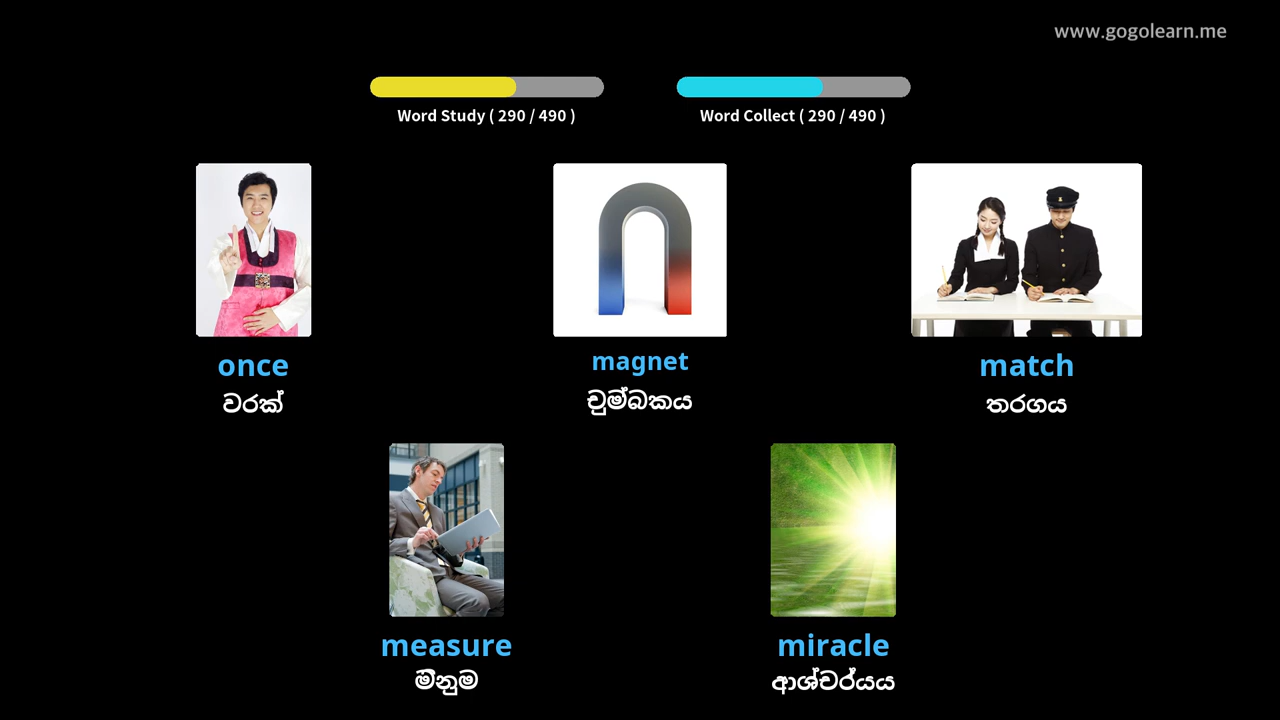 www.gogolearn.me
Word Study ( 290 / 490 )
Word Collect ( 290 / 490 )
once
වරක්
magnet
චුම්බකය
match
තරගය
measure
මිනුම
miracle
ආශ්චර්යය